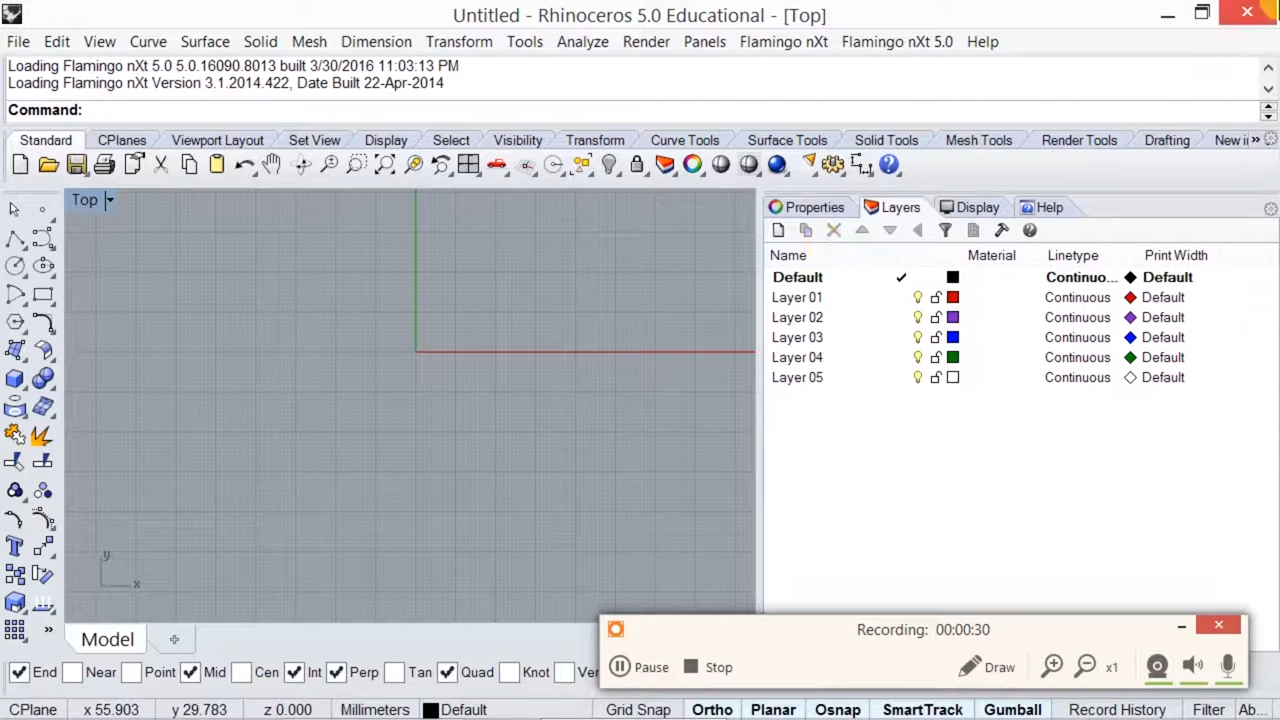 Untitled - Rhinoceros 5.0 Educational - [Top]
File Edit View Curve Surface Solid Mesh Dimension Transform Tools Analyze Render Panels Flamingo nXt Flamingo nXt 5.0 Help
Loading Flamingo nXt 5.0 5.0.16090.8013 built 3/30/2016 11:03:13 PM
Loading Flamingo nXt Version 3.1.2014.422, Date Built 22-Apr-2014
Command:
Standard CPlanes Viewport Layout Set View Display Select Visibility Transform Curve Tools Surface Tools Solid Tools Mesh Tools Render Tools Drafting New i »
Top
Properties Layers Display Help
Name Material Linetype Print Width
Default Continuo... Default
Layer 01 Continuous Default
Layer 02 Continuous Default
Layer 03 Continuous Default
Layer 04 Continuous Default
Layer 05 Continuous Default
y
x
Model
Recording: 00:00:30
Pause Stop Draw x1
End Near Point Mid Cen Int Perp Tan Quad Knot Ver
CPlane x 55.903 y 29.783 z 0.000 Millimeters Default Grid Snap Ortho Planar Osnap SmartTrack Gumball Record History Filter Ab...